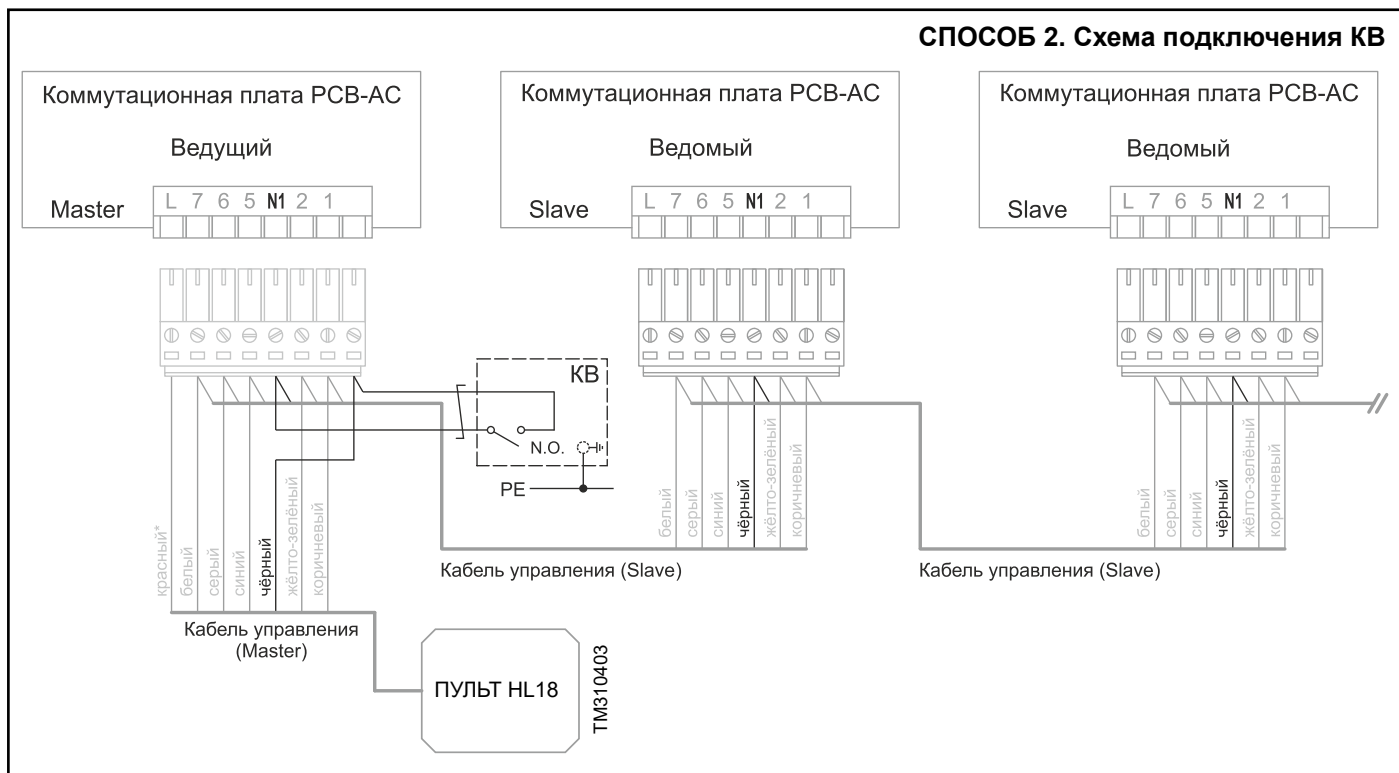 СПОСОБ 2. Схема подключения КВ
Коммутационная плата PCB-AC
Ведущий
Master
L 7 6 5 N1 2 1
Коммутационная плата PCB-AC
Ведомый
Slave
L 7 6 5 N1 2 1
Коммутационная плата PCB-AC
Ведомый
Slave
L 7 6 5 N1 2 1
КВ
N.O.
PE
красный*
белый
серый
синий
чёрный
жёлто-зелёный
коричневый
белый
серый
синий
чёрный
жёлто-зелёный
коричневый
белый
серый
синий
чёрный
жёлто-зелёный
коричневый
Кабель управления (Slave)
Кабель управления (Slave)
Кабель управления
(Master)
ПУЛЬТ HL18
TM310403